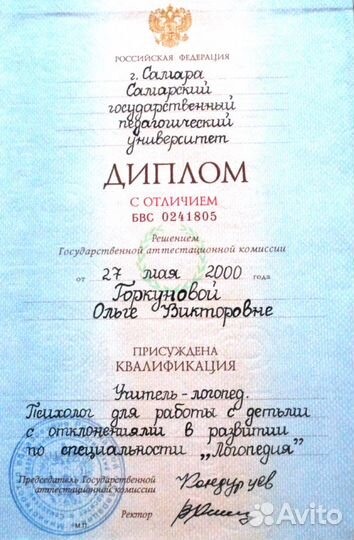 РОССИЙСКАЯ ФЕДЕРАЦИЯ
г. Самара
Самарский
государственный
педагогический
университет
ДИПЛОМ
С ОТЛИЧИЕМ
БВС 0241805
Решением
Государственной аттестационной комиссии
от 27 мая 2000 года
Горкуновой
Ольге Викторовне
ПРИСУЖДЕНА
КВАЛИФИКАЦИЯ
Учитель-логопед.
Психолог для работы с детьми
с отклонениями в развитии
по специальности „Логопедия"
Председатель Государственной
аттестационной комиссии
Кондурцев
Ректор
М.П.
Avito